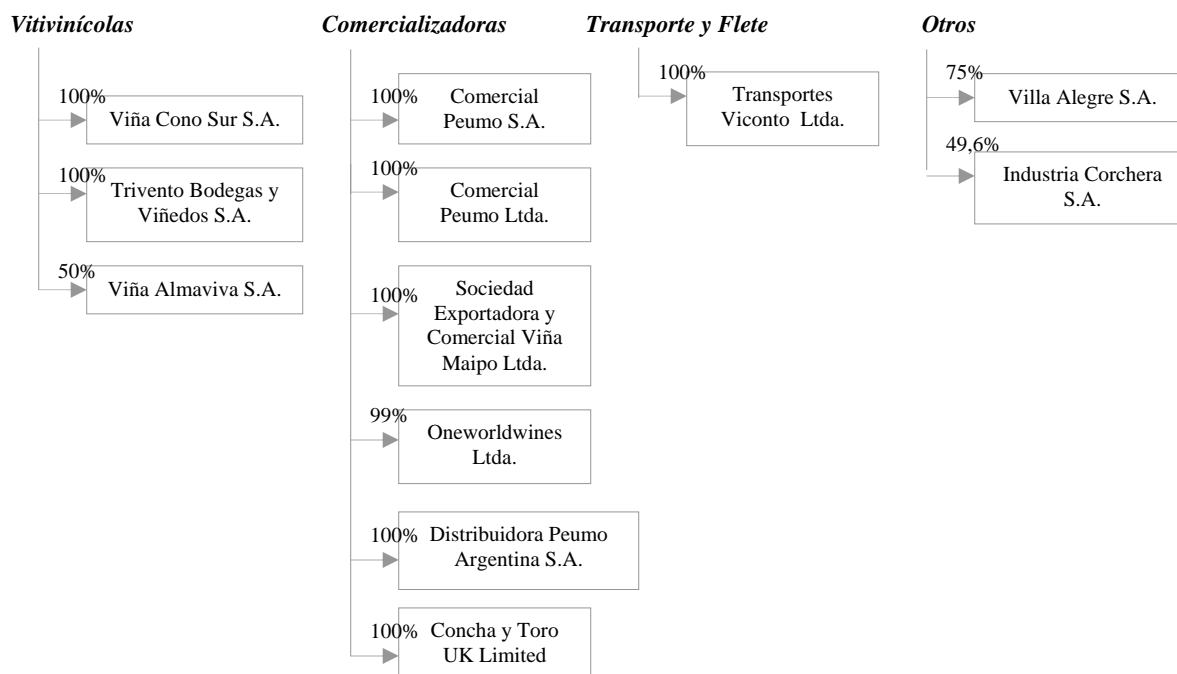 Vitivinícolas
100%
Viña Cono Sur S.A.
100%
Trivento Bodegas y
Viñedos S.A.
50%
Viña Almaviva S.A.
Comercializadoras
100%
Comercial
Peumo S.A.
100%
Comercial
Peumo Ltda.
100%
Sociedad
Exportadora y
Comercial Viña
Maipo Ltda.
99%
Oneworldwines
Ltda.
100%
Distribuidora Peumo
Argentina S.A.
100%
Concha y Toro
UK Limited
Transporte y Flete
100%
Transportes
Viconto Ltda.
Otros
75%
Villa Alegre S.A.
49,6%
Industria Corchera
S.A.